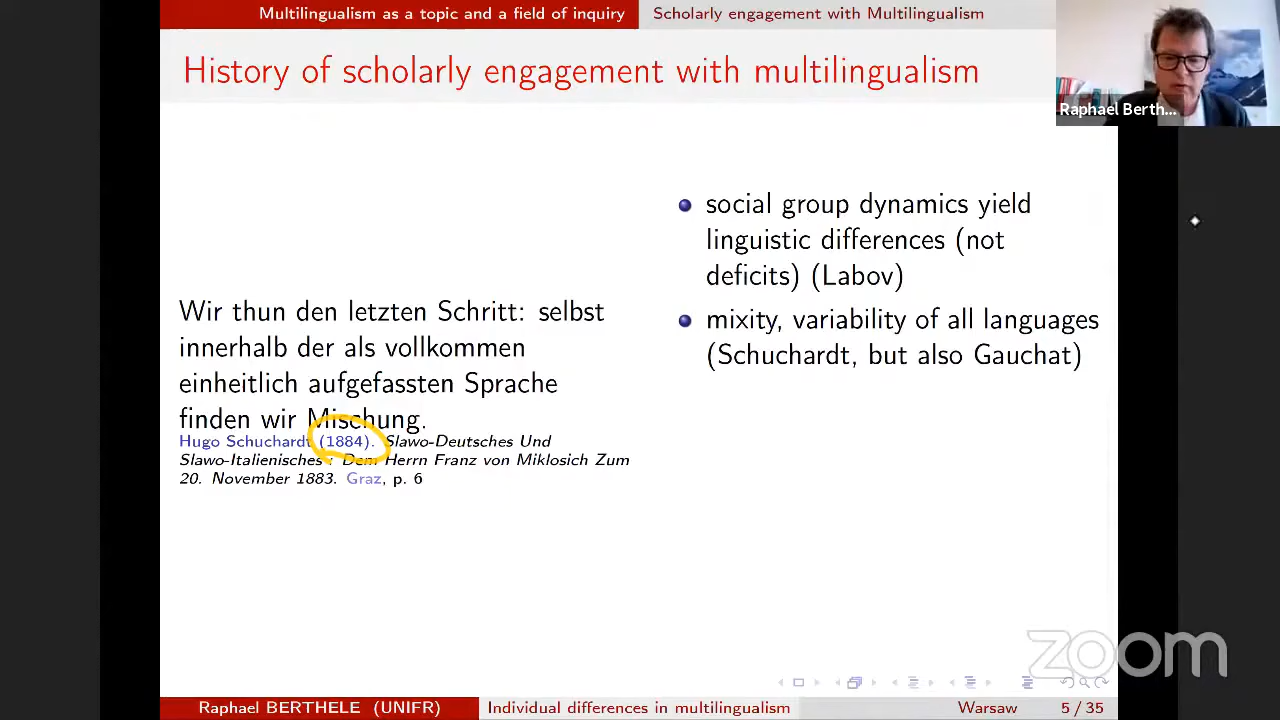 Multilingualism as a topic and a field of inquiry
Scholarly engagement with Multilingualism
History of scholarly engagement with multilingualism
Raphael Berth...
Wir thun den letzten Schritt: selbst
innerhalb der als vollkommen
einheitlich aufgefassten Sprache
finden wir Mischung.
Hugo Schuchardt (1884). Slawo-Deutsches Und
Slawo-Italienisches : Dem Herrn Franz von Miklosich Zum
20. November 1883. Graz, p. 6
social group dynamics yield
linguistic differences (not
deficits) (Labov)
mixity, variability of all languages
(Schuchardt, but also Gauchat)
zoom
Raphael BERTHELE (UNIFR)
Individual differences in multilingualism
Warsaw
5 / 35